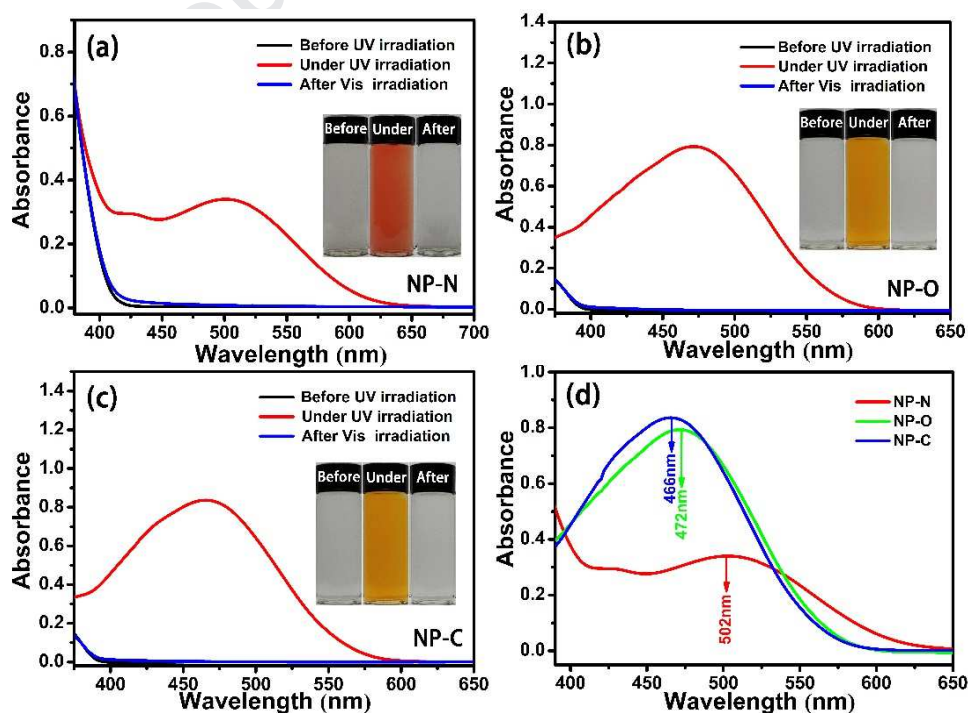 (a)
Before UV irradiation
Under UV irradiation
After Vis irradiation
Before Under After
NP-N
Absorbance
0.8
0.6
0.4
0.2
0.0
400 450 500 550 600 650 700
Wavelength (nm)
(b)
Before UV irradiation
Under UV irradiation
After Vis irradiation
Before Under After
NP-O
Absorbance
1.4
1.2
1.0
0.8
0.6
0.4
0.2
0.0
400 450 500 550 600 650
Wavelength (nm)
(c)
Before UV irradiation
Under UV irradiation
After Vis irradiation
Before Under After
NP-C
Absorbance
1.4
1.2
1.0
0.8
0.6
0.4
0.2
0.0
400 450 500 550 600 650
Wavelength (nm)
(d)
NP-N
NP-O
NP-C
466nm
472nm
502nm
Absorbance
1.0
0.8
0.6
0.4
0.2
0.0
400 450 500 550 600 650
Wavelength (nm)